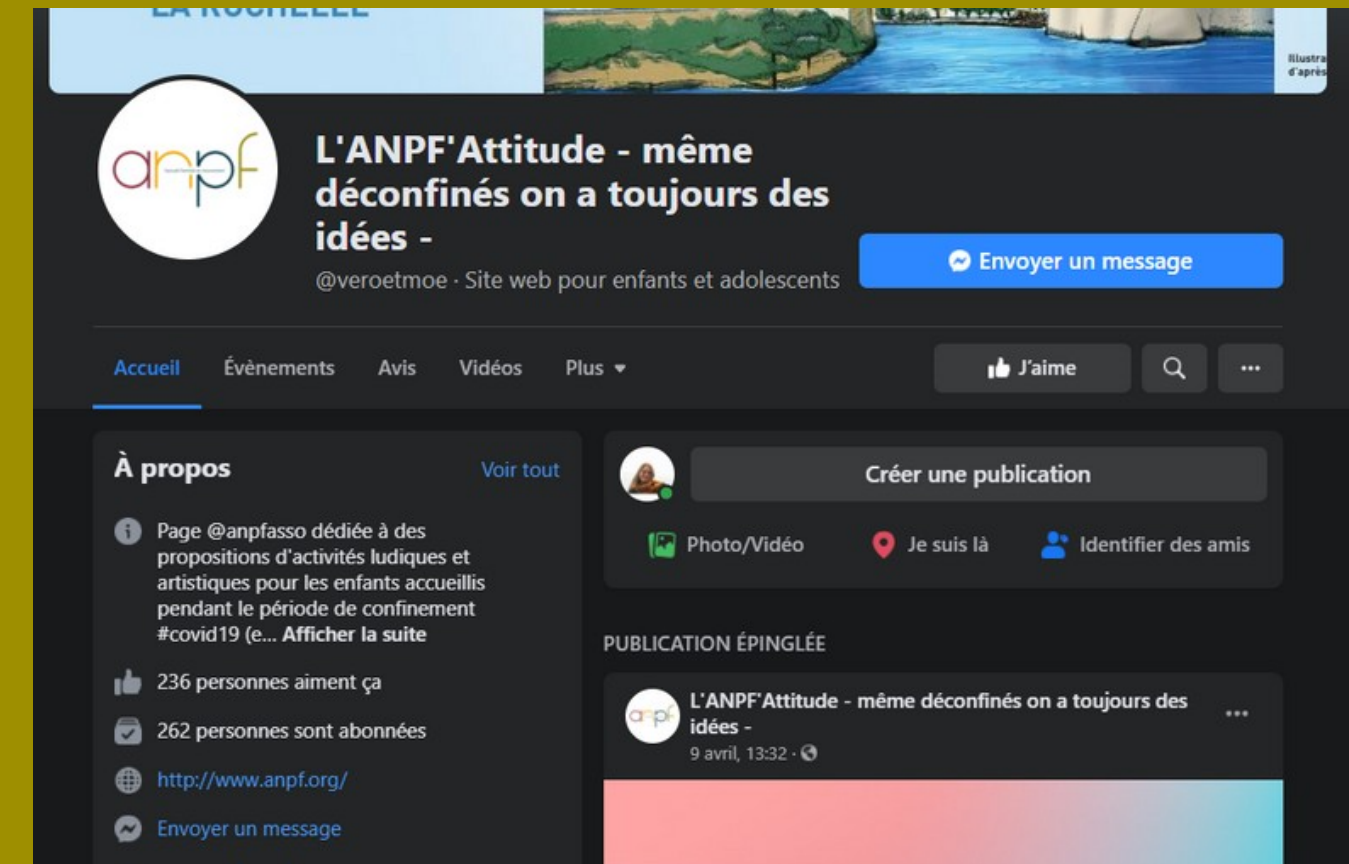 LA ROCHELLE
Illustra
d'après
anpf
L'ANPF'Attitude - même
déconfinés on a toujours des
idées -
@veroetmoe · Site web pour enfants et adolescents
Envoyer un message
Accueil
Évènements
Avis
Vidéos
Plus
J'aime
À propos
Voir tout
Page @anpfasso dédiée à des
propositions d'activités ludiques et
artistiques pour les enfants accueillis
pendant le période de confinement
#covid19 (e... Afficher la suite
236 personnes aiment ça
262 personnes sont abonnées
http://www.anpf.org/
Envoyer un message
Créer une publication
Photo/Vidéo
Je suis là
Identifier des amis
PUBLICATION ÉPINGLÉE
anpf
L'ANPF'Attitude - même déconfinés on a toujours des
idées -
9 avril, 13:32 ·